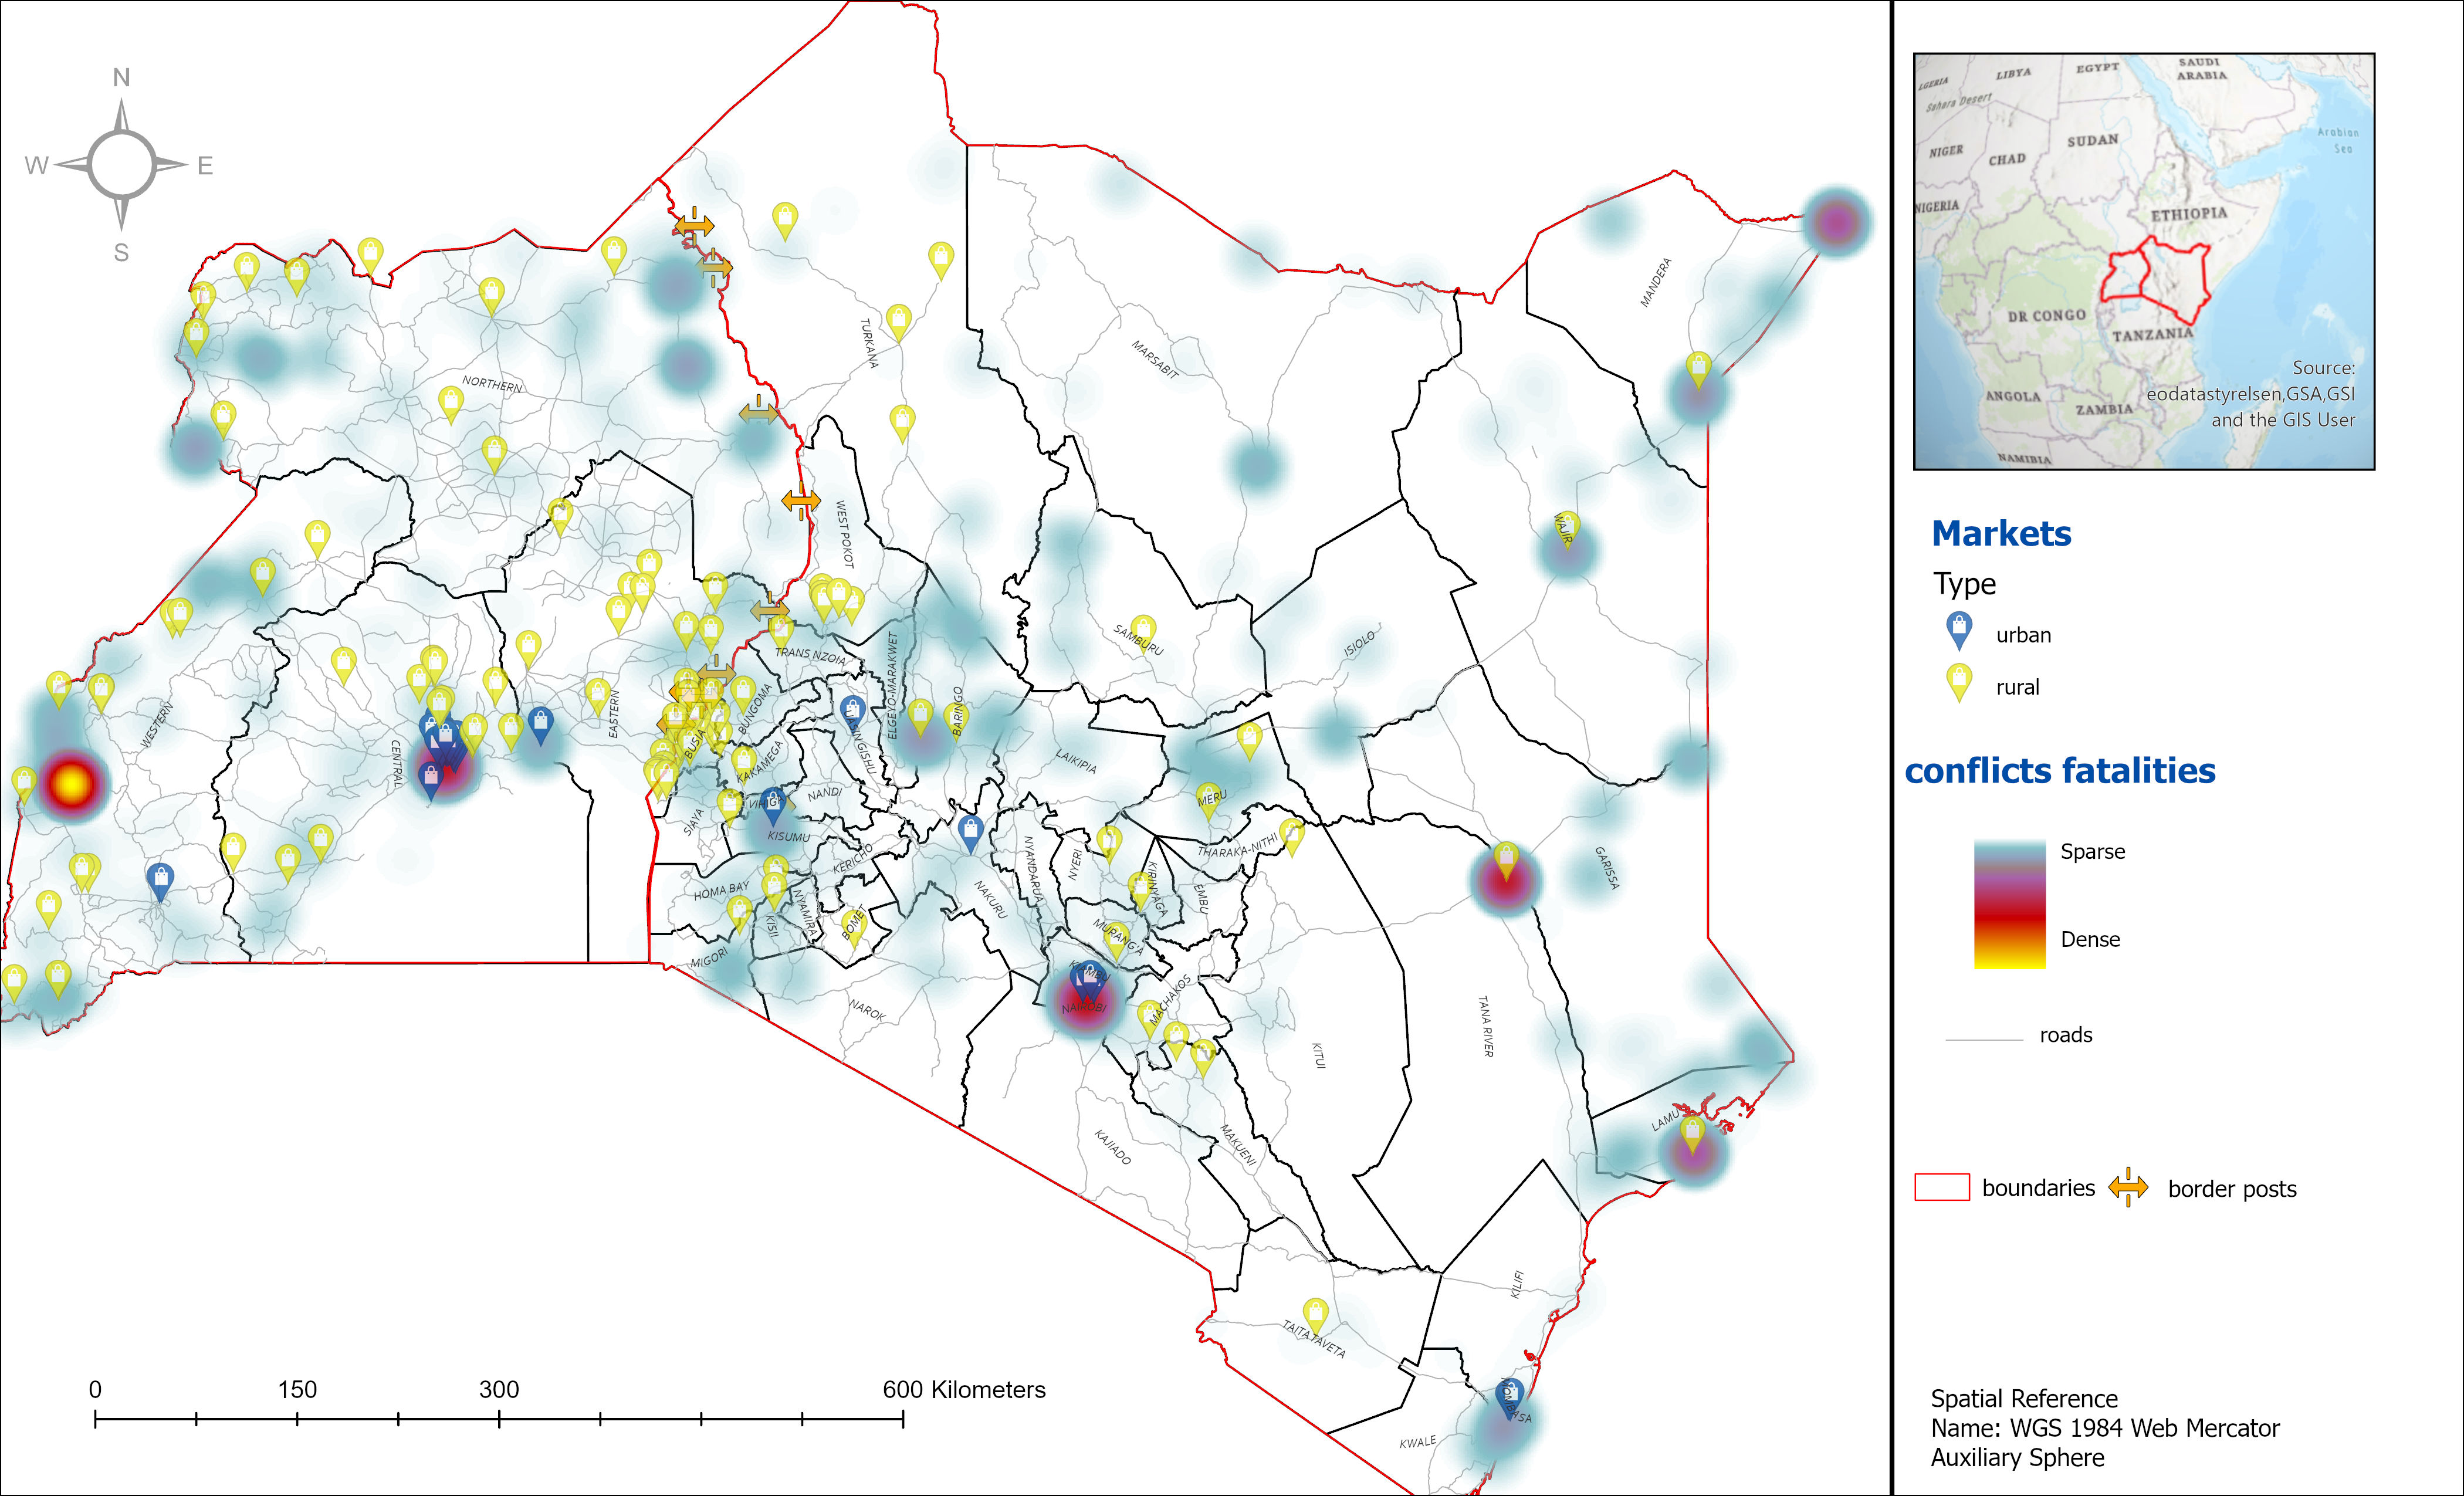 N
W
E
S
NORTHERN
TURKANA
MARSABIT
MANDERA
WEST POKOT
WAJIR
SAMBURU
ISIOLO
TRANS NZOIA
ELGEYO-MARAKWET
BARINGO
BUNGOMA
EASTERN
WESTERN
CENTRAL
BUSIA
UASIN GISHU
KAKAMEGA
LAIKIPIA
NANDI
VIHIGA
MERU
SIAYA
KISUMU
KERICHO
THARAKA-NITHI
GARISSA
NYANDARUA
NYERI
KIRINYAGA
EMBU
HOMA BAY
NYAMIRA
KISII
BOMET
NAKURU
MURANG'A
MIGORI
KIAMBU
NAIROBI
MACHAKOS
NAROK
KITUI
TANA RIVER
LAMU
KAJIADO
MAKUENI
KILIFI
TAITA TAVETA
MOMBASA
KWALE
0 150 300 600 Kilometers
LGERIA
LIBYA
EGYPT
SAUDI
ARABIA
Sahara Desert
Arabian
Sea
NIGER
CHAD
SUDAN
NIGERIA
ETHIOPIA
DR CONGO
TANZANIA
ANGOLA
ZAMBIA
NAMIBIA
Source:
eodatastyrelsen,GSA,GSI
and the GIS User
Markets
Type
urban
rural
conflicts fatalities
Sparse
Dense
roads
boundaries
border posts
Spatial Reference
Name: WGS 1984 Web Mercator
Auxiliary Sphere